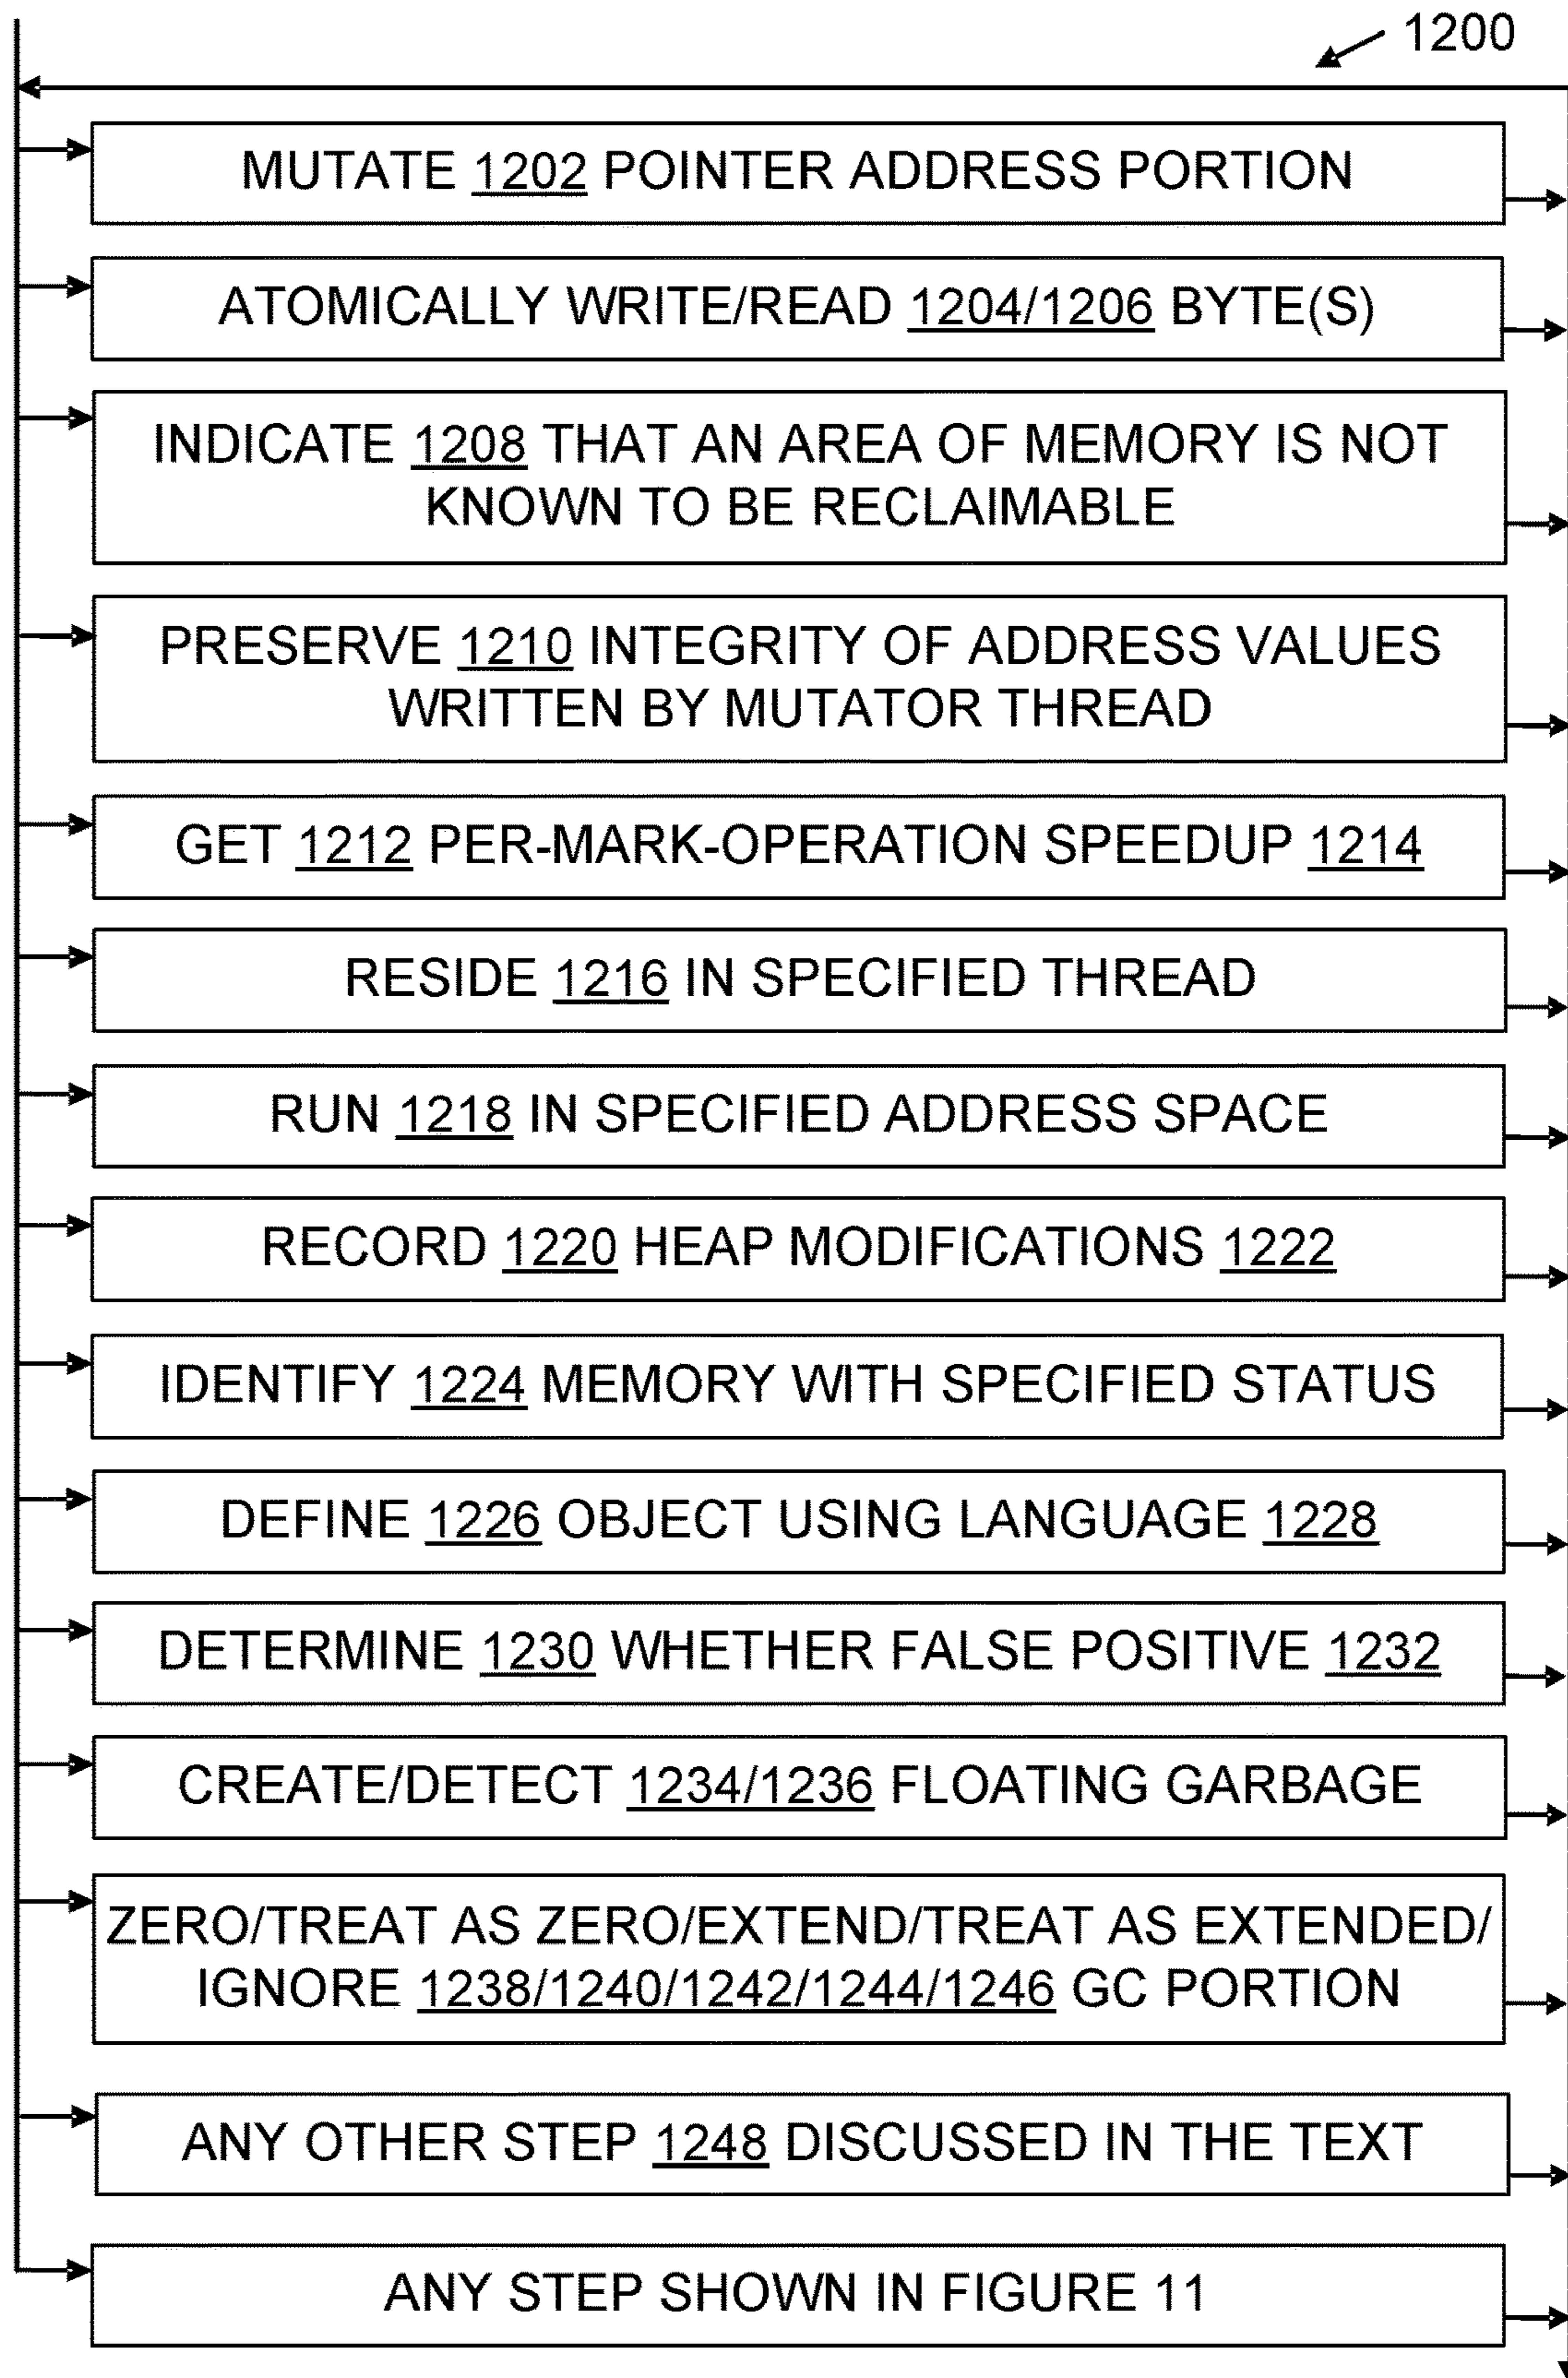 1200
MUTATE 1202 POINTER ADDRESS PORTION
ATOMICALLY WRITE/READ 1204/1206 BYTE(S)
INDICATE 1208 THAT AN AREA OF MEMORY IS NOT
KNOWN TO BE RECLAIMABLE
PRESERVE 1210 INTEGRITY OF ADDRESS VALUES
WRITTEN BY MUTATOR THREAD
GET 1212 PER-MARK-OPERATION SPEEDUP 1214
RESIDE 1216 IN SPECIFIED THREAD
RUN 1218 IN SPECIFIED ADDRESS SPACE
RECORD 1220 HEAP MODIFICATIONS 1222
IDENTIFY 1224 MEMORY WITH SPECIFIED STATUS
DEFINE 1226 OBJECT USING LANGUAGE 1228
DETERMINE 1230 WHETHER FALSE POSITIVE 1232
CREATE/DETECT 1234/1236 FLOATING GARBAGE
ZERO/TREAT AS ZERO/EXTEND/TREAT AS EXTENDED/
IGNORE 1238/1240/1242/1244/1246 GC PORTION
ANY OTHER STEP 1248 DISCUSSED IN THE TEXT
ANY STEP SHOWN IN FIGURE 11